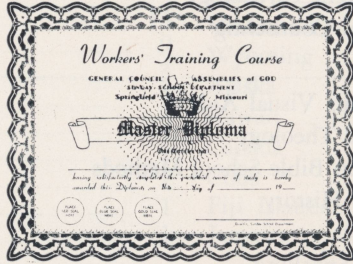 Workers' Training Course
GENERAL COUNCIL ASSEMBLIES of GOD
SUNDAY SCHOOL DEPARTMENT
Springfield Missouri
Master Diploma
having satisfactorily completed the prescribed course of study is hereby
awarded this Diploma on this day of 19
PLACE SEAL HERE
PLACE SEAL HERE
PLACE GOLD SEAL HERE